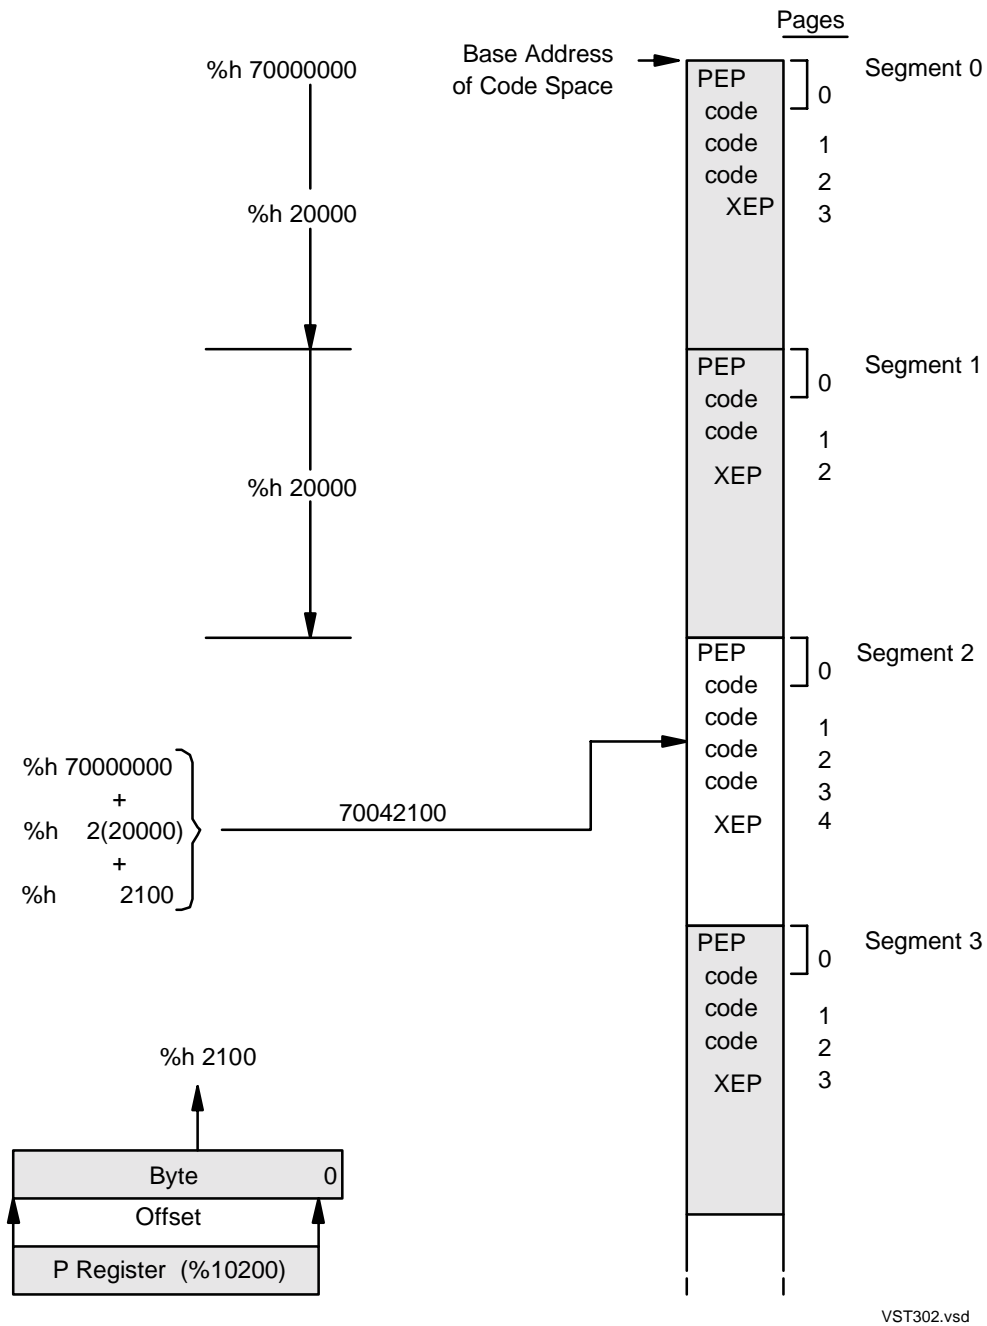 Pages
%h 70000000
Base Address
of Code Space
%h 20000
PEP
code
code
code
XEP
0
1
2
3
Segment 0
%h 20000
PEP
code
code
XEP
0
1
2
Segment 1
PEP
code
code
code
code
XEP
0
1
2
3
4
Segment 2
%h 70000000
+
%h 2(20000)
+
%h 2100
70042100
PEP
code
code
code
XEP
0
1
2
3
Segment 3
%h 2100
Byte 0
Offset
P Register (%10200)
VST302.vsd